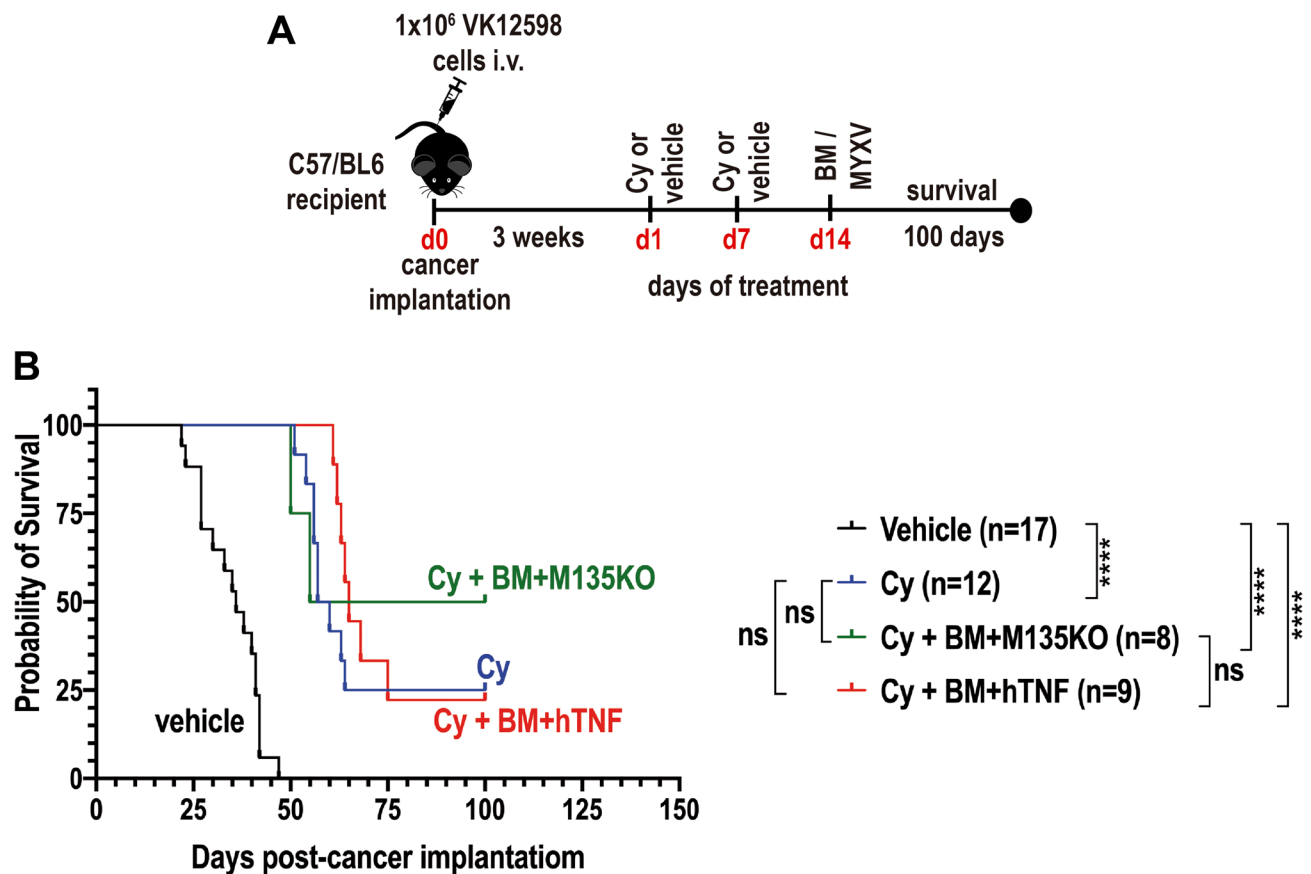 A
1x10⁶ VK12598
cells i.v.
C57/BL6
recipient
Cy or
vehicle
Cy or
vehicle
BM /
MYXV
survival
d0
3 weeks
d1
d7
d14
100 days
cancer
implantation
days of treatment
B
Probability of Survival
100
75
50
25
0
Cy + BM+M135KO
Cy
Cy + BM+hTNF
vehicle
0
25
50
75
100
125
150
Days post-cancer implantatiom
Vehicle (n=17)
Cy (n=12)
Cy + BM+M135KO (n=8)
Cy + BM+hTNF (n=9)
ns
ns
ns
****
****
****